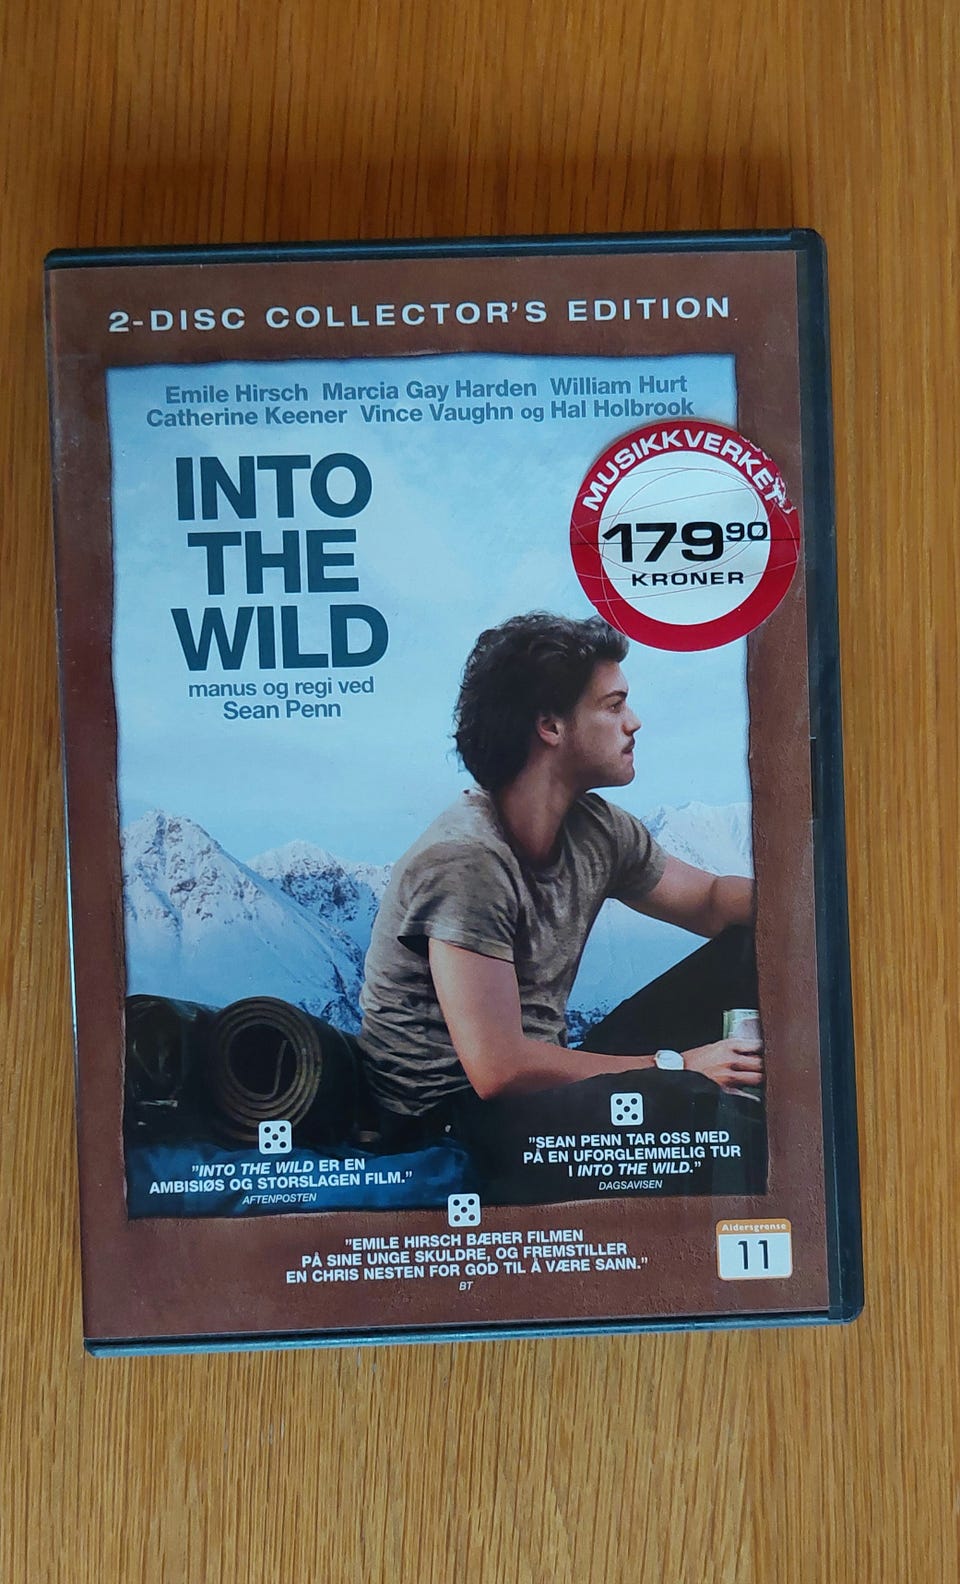 2-DISC COLLECTOR'S EDITION
Emile Hirsch Marcia Gay Harden William Hurt
Catherine Keener Vince Vaughn og Hal Holbrook
INTO
THE
WILD
manus og regi ved
Sean Penn
MUSIKKVERKET
179⁹⁰
KRONER
"INTO THE WILD ER EN
AMBISIØS OG STORSLAGEN FILM."
AFTENPOSTEN
"SEAN PENN TAR OSS MED
PÅ EN UFORGLEMMELIG TUR
I INTO THE WILD."
DAGSAVISEN
"EMILE HIRSCH BÆRER FILMEN
PÅ SINE UNGE SKULDRE, OG FREMSTILLER
EN CHRIS NESTEN FOR GOD TIL Å VÆRE SANN."
BT
Aldersgrense
11